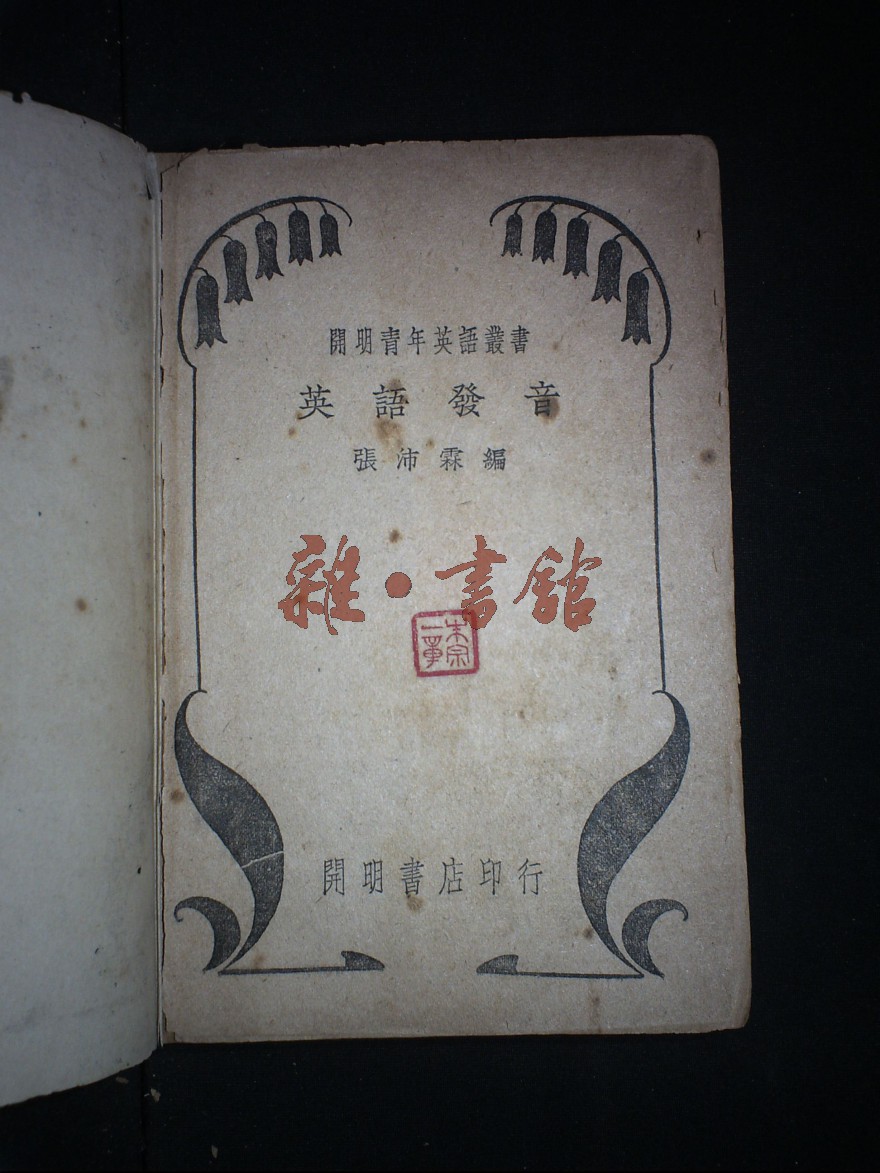 開明青年英語叢書
英語發音
張沛霖編
雜·書館
開明書店印行